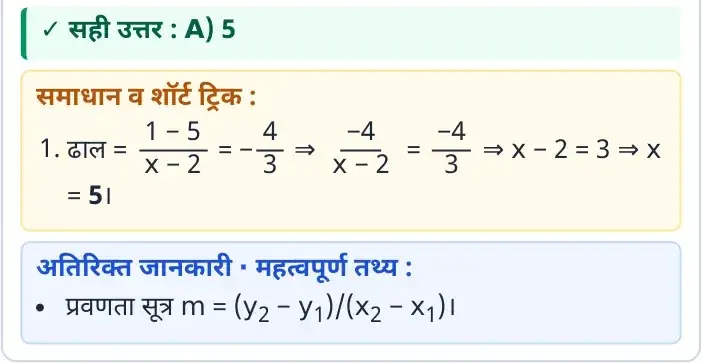 ✓ सही उत्तर : A) 5
समाधान व शॉर्ट ट्रिक :
1. ढाल = (1 − 5)/(x − 2) = −4/3 ⇒ −4/(x − 2) = −4/3 ⇒ x − 2 = 3 ⇒ x
= 5।
अतिरिक्त जानकारी · महत्वपूर्ण तथ्य :
• प्रवणता सूत्र m = (y₂ − y₁)/(x₂ − x₁)।